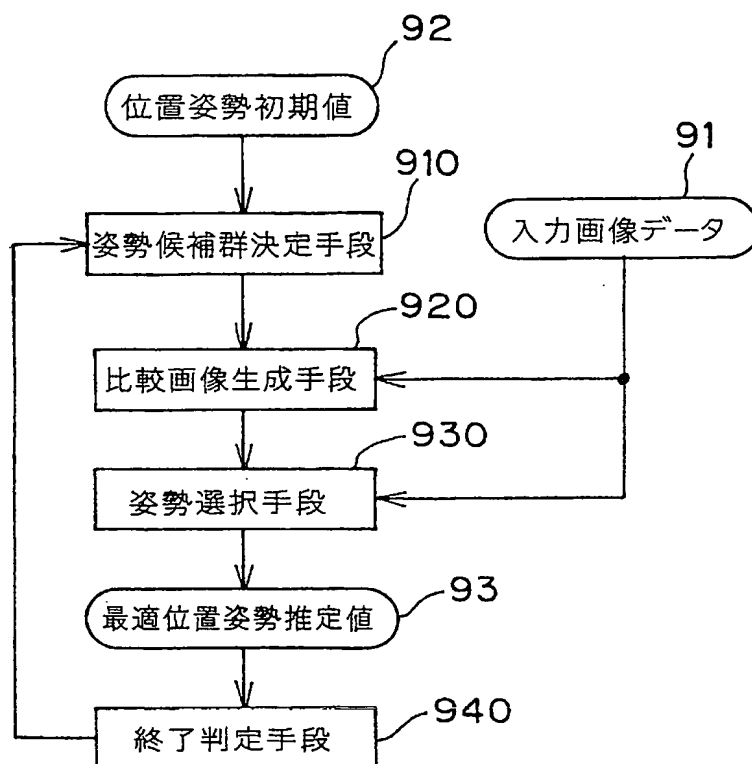 92
位置姿勢初期値
91
910
姿勢候補群決定手段
入力画像データ
920
比較画像生成手段
930
姿勢選択手段
93
最適位置姿勢推定値
940
終了判定手段